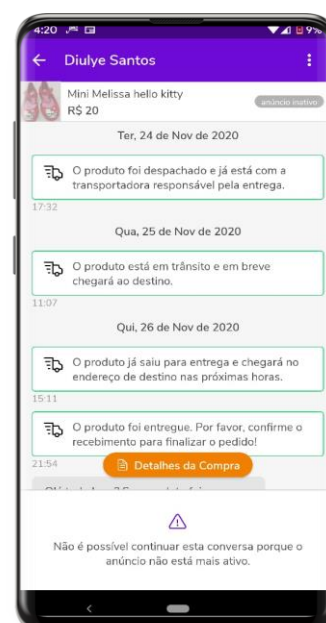 4:20 9%
Diulye Santos
Mini Melissa hello kitty
anúncio inativo
R$ 20
Ter, 24 de Nov de 2020
O produto foi despachado e já está com a
transportadora responsável pela entrega.
17:32
Qua, 25 de Nov de 2020
O produto está em trânsito e em breve
chegará ao destino.
11:07
Qui, 26 de Nov de 2020
O produto já saiu para entrega e chegará no
endereço de destino nas próximas horas.
15:11
O produto foi entregue. Por favor, confirme o
recebimento para finalizar o pedido!
21:54
Detalhes da Compra
Não é possível continuar esta conversa porque o
anúncio não está mais ativo.